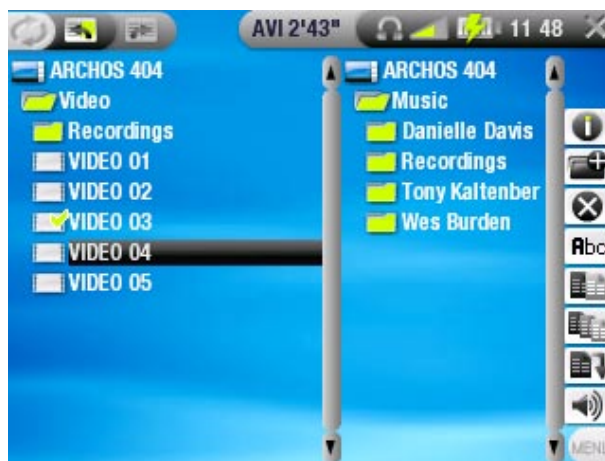 AVI 2'43" 11 48
ARCHOS 404
Video
Recordings
VIDEO 01
VIDEO 02
VIDEO 03
VIDEO 04
VIDEO 05
ARCHOS 404
Music
Danielle Davis
Recordings
Tony Kaltenber
Wes Burden
Abc
MENU